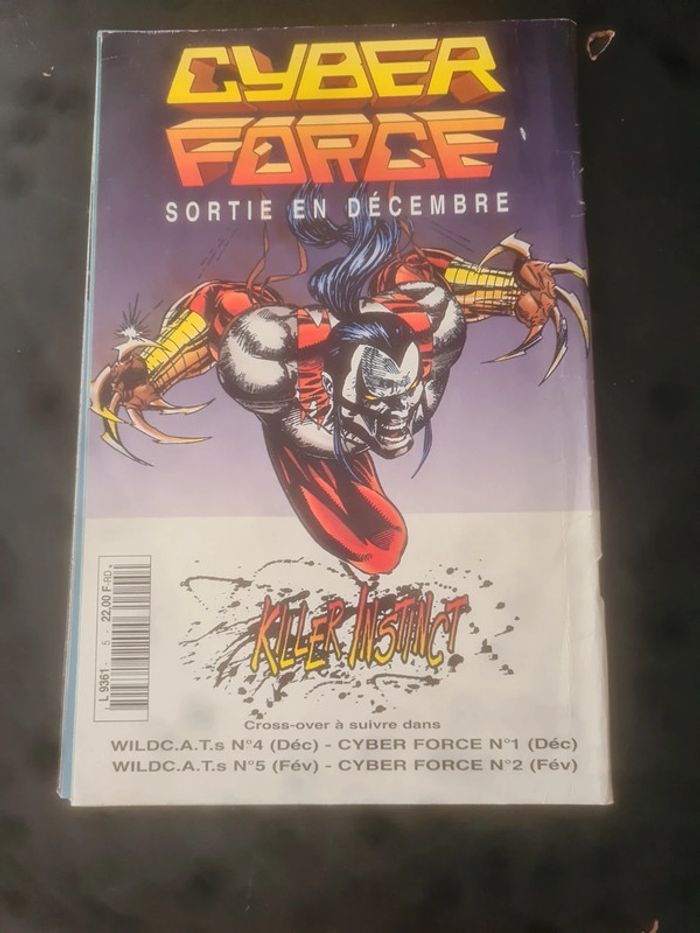 CYBER
FORCE
SORTIE EN DÉCEMBRE
L 9361 - 5 - 22,00 F-RD
KILLER INSTINCT
Cross-over à suivre dans
WILDC.A.T.s N°4 (Déc) - CYBER FORCE N°1 (Déc)
WILDC.A.T.s N°5 (Fév) - CYBER FORCE N°2 (Fév)